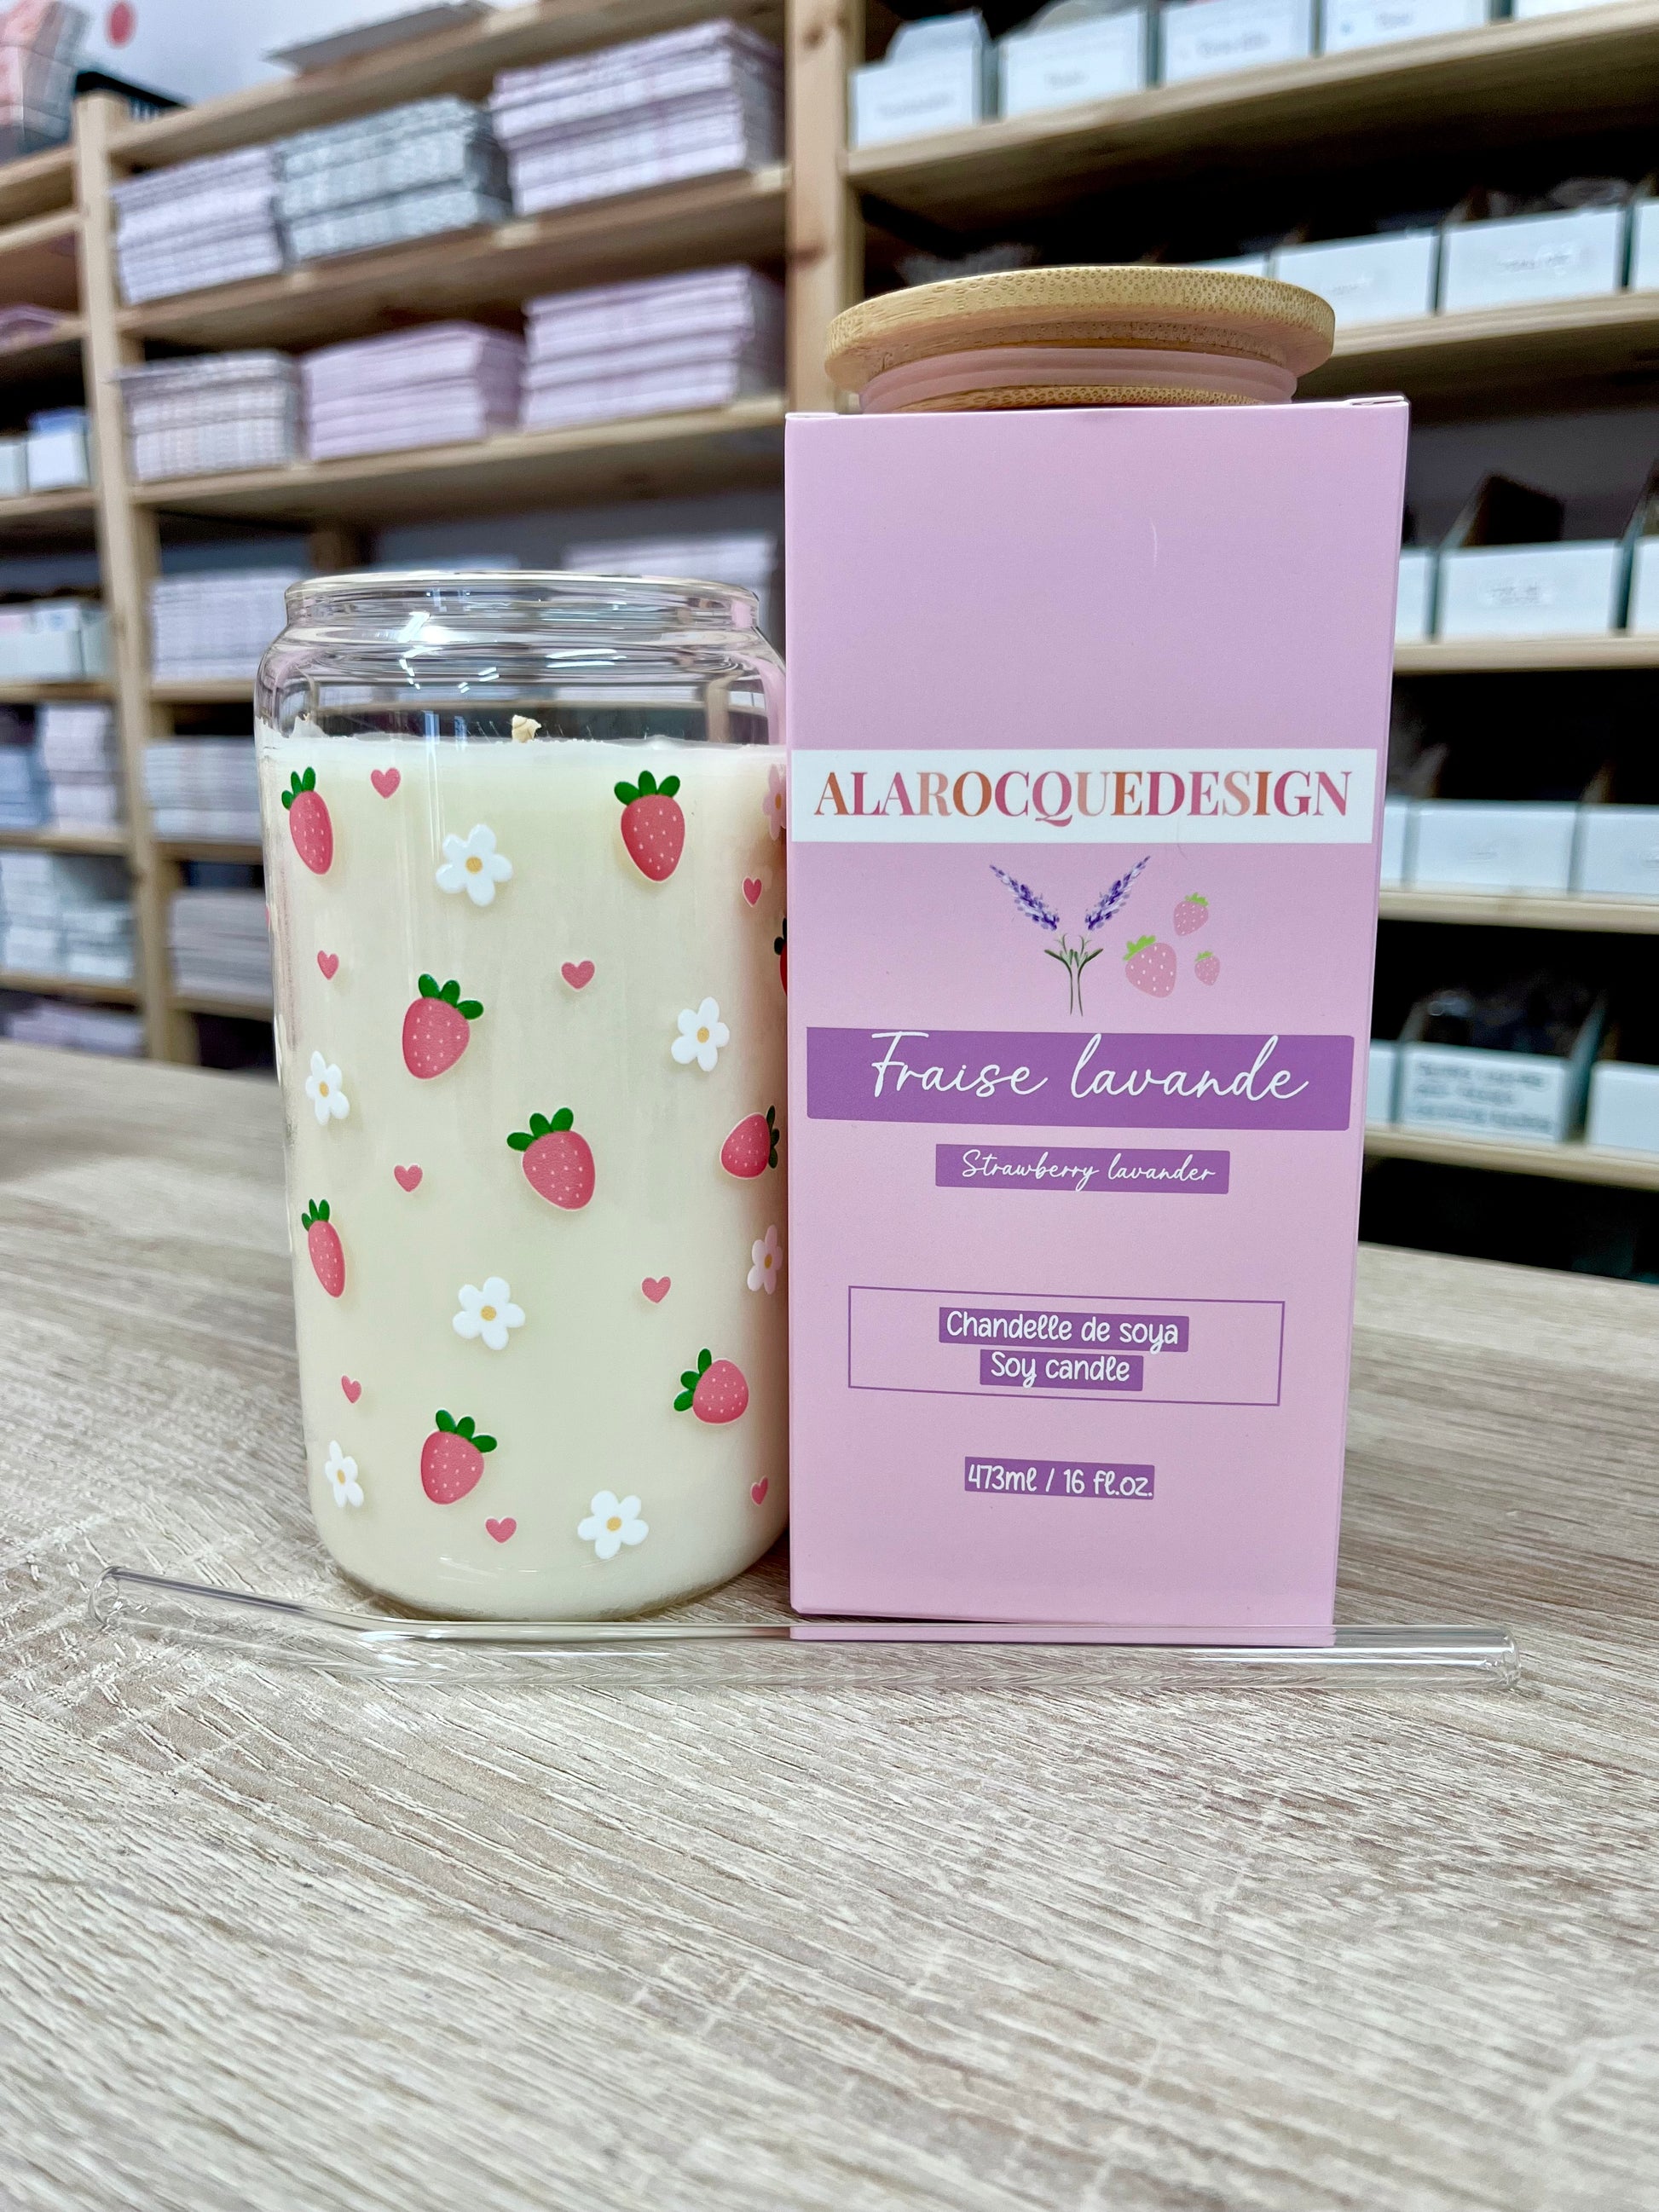 ALAROCQUEDESIGN
Fraise lavande
Strawberry lavander
Chandelle de soya
Soy candle
473ml / 16 fl.oz.